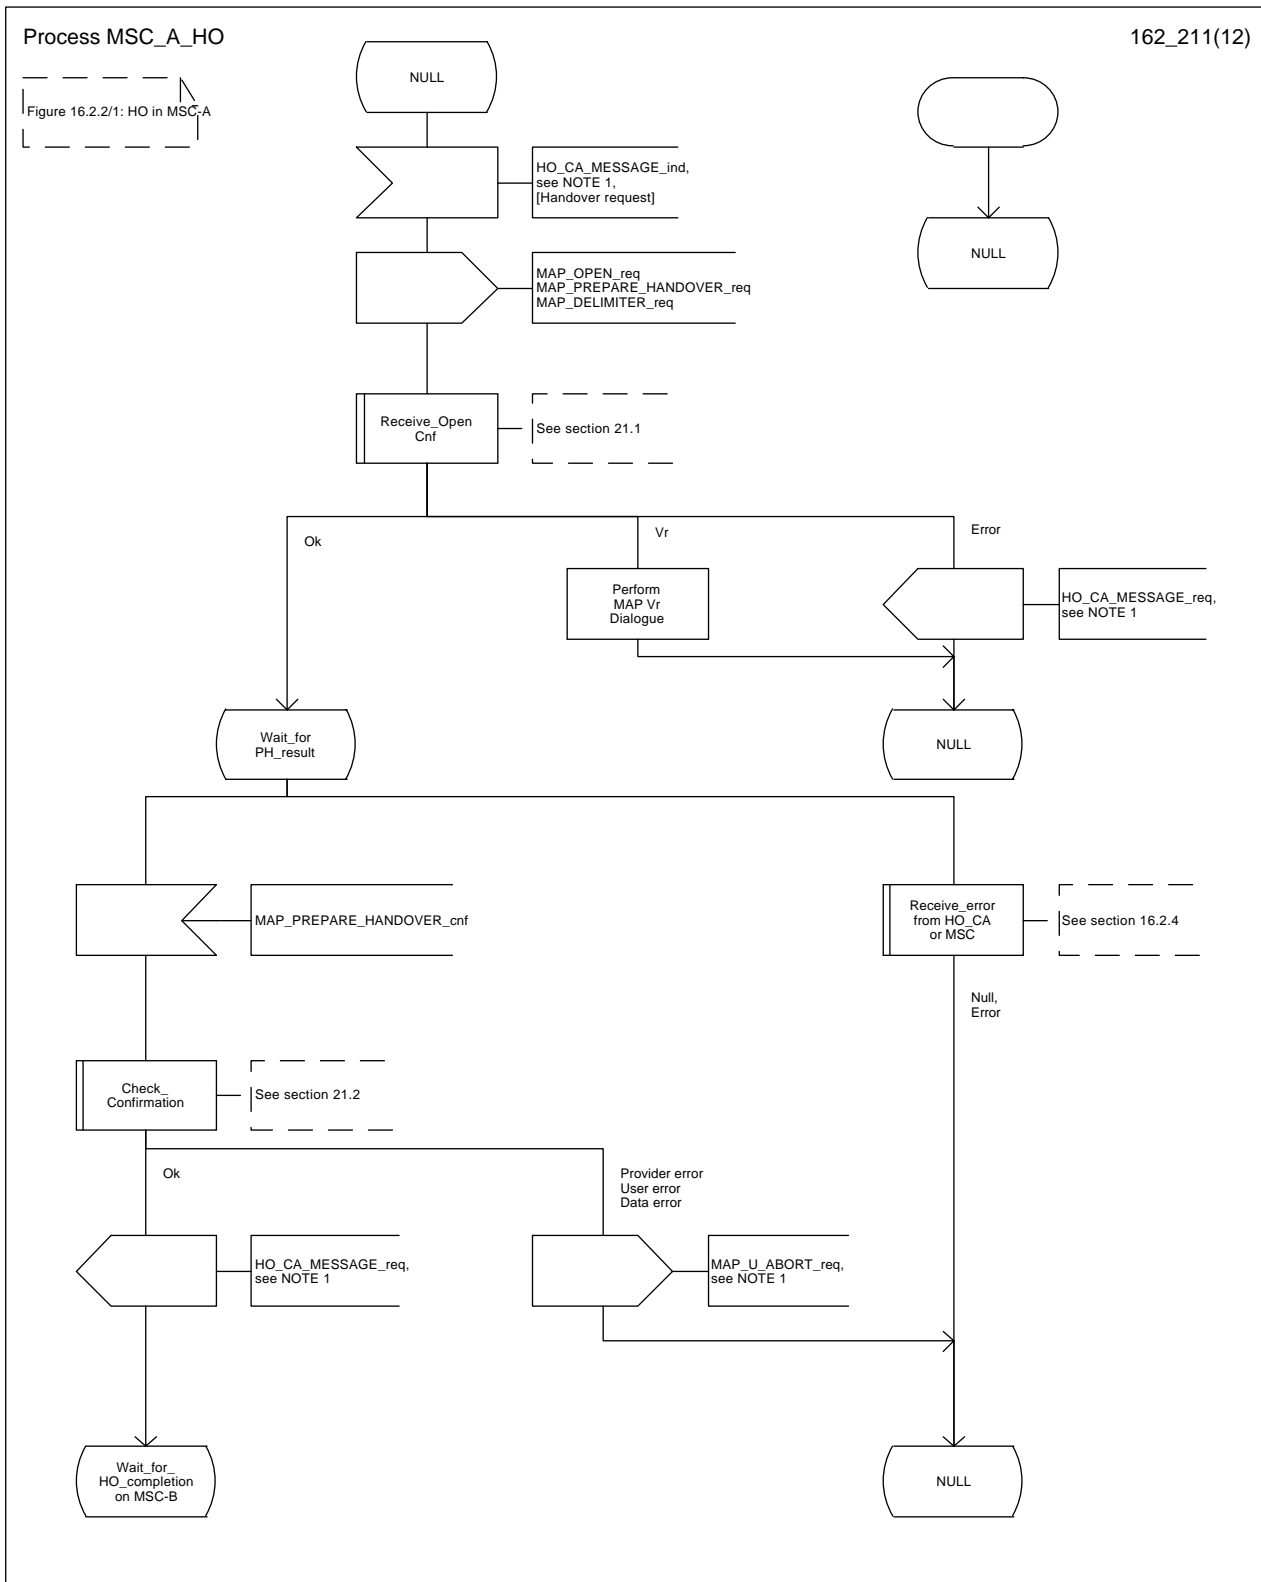 Process MSC_A_HO
162_211(12)
Figure 16.2.2/1: HO in MSC-A
NULL
HO_CA_MESSAGE_ind,
see NOTE 1,
[Handover request]
NULL
MAP_OPEN_req
MAP_PREPARE_HANDOVER_req
MAP_DELIMITER_req
Receive_Open
Cnf
See section 21.1
Ok
Vr
Error
Perform
MAP Vr
Dialogue
HO_CA_MESSAGE_req,
see NOTE 1
Wait_for
PH_result
NULL
MAP_PREPARE_HANDOVER_cnf
Receive_error
from HO_CA
or MSC
See section 16.2.4
Null,
Error
Check_
Confirmation
See section 21.2
Ok
Provider error
User error
Data error
HO_CA_MESSAGE_req,
see NOTE 1
MAP_U_ABORT_req,
see NOTE 1
Wait_for_
HO_completion
on MSC-B
NULL